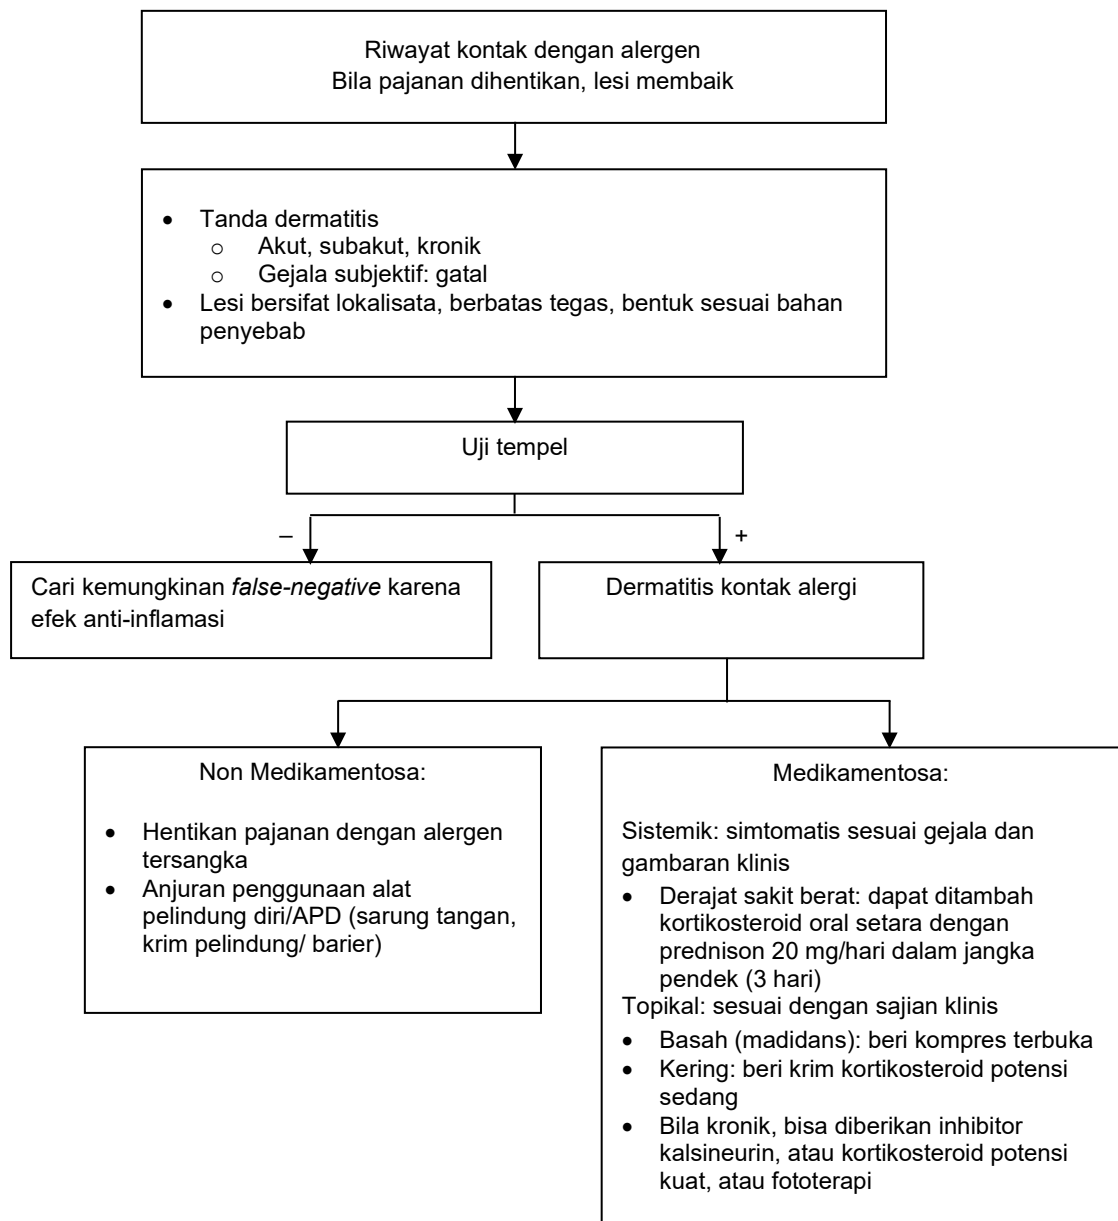 Riwayat kontak dengan alergen
Bila pajanan dihentikan, lesi membaik
• Tanda dermatitis
o Akut, subakut, kronik
o Gejala subjektif: gatal
• Lesi bersifat lokalisata, berbatas tegas, bentuk sesuai bahan
penyebab
Uji tempel
–
+
Cari kemungkinan false-negative karena
efek anti-inflamasi
Dermatitis kontak alergi
Non Medikamentosa:
• Hentikan pajanan dengan alergen
tersangka
• Anjuran penggunaan alat
pelindung diri/APD (sarung tangan,
krim pelindung/ barier)
Medikamentosa:
Sistemik: simtomatis sesuai gejala dan
gambaran klinis
• Derajat sakit berat: dapat ditambah
kortikosteroid oral setara dengan
prednison 20 mg/hari dalam jangka
pendek (3 hari)
Topikal: sesuai dengan sajian klinis
• Basah (madidans): beri kompres terbuka
• Kering: beri krim kortikosteroid potensi
sedang
• Bila kronik, bisa diberikan inhibitor
kalsineurin, atau kortikosteroid potensi
kuat, atau fototerapi